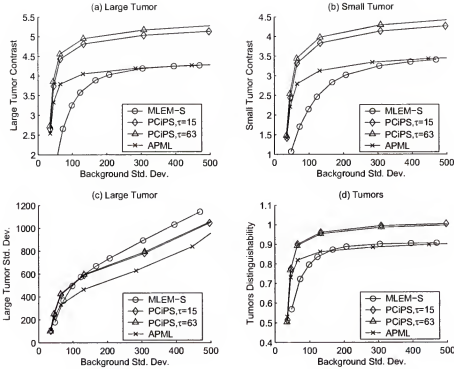 (a) Large Tumor
Large Tumor Contrast
5.5
5
4.5
4
3.5
3
2.5
2
1.5
1
0 100 200 300 400 500
Background Std. Dev.
MLEM-S
PCiPS,τ=15
PCiPS,τ=63
APML
(b) Small Tumor
Small Tumor Contrast
4.5
4
3.5
3
2.5
2
1.5
1
0 100 200 300 400 500
Background Std. Dev.
MLEM-S
PCiPS,τ=15
PCiPS,τ=63
APML
(c) Large Tumor
Large Tumor Std. Dev.
1200
1000
800
600
400
200
0
0 100 200 300 400 500
Background Std. Dev.
MLEM-S
PCiPS,τ=15
PCiPS,τ=63
APML
(d) Tumors
Tumors Distinguishability
1.1
1
0.9
0.8
0.7
0.6
0.5
0.4
0 100 200 300 400 500
Background Std. Dev.
MLEM-S
PCiPS,τ=15
PCiPS,τ=63
APML